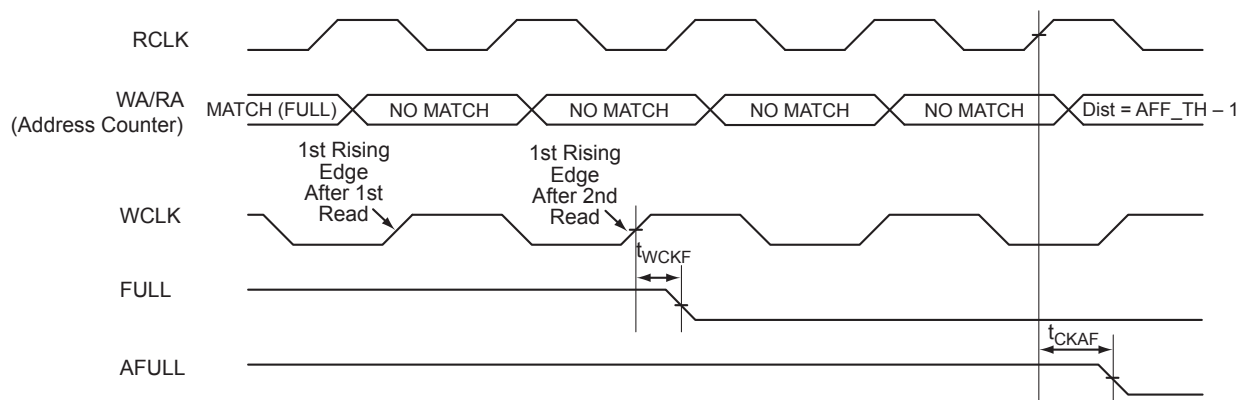 RCLK
WA/RA
(Address Counter)
MATCH (FULL)
NO MATCH
NO MATCH
NO MATCH
NO MATCH
Dist = AFF_TH – 1
1st Rising
Edge
After 1st
Read
1st Rising
Edge
After 2nd
Read
WCLK
tWCKF
FULL
tCKAF
AFULL